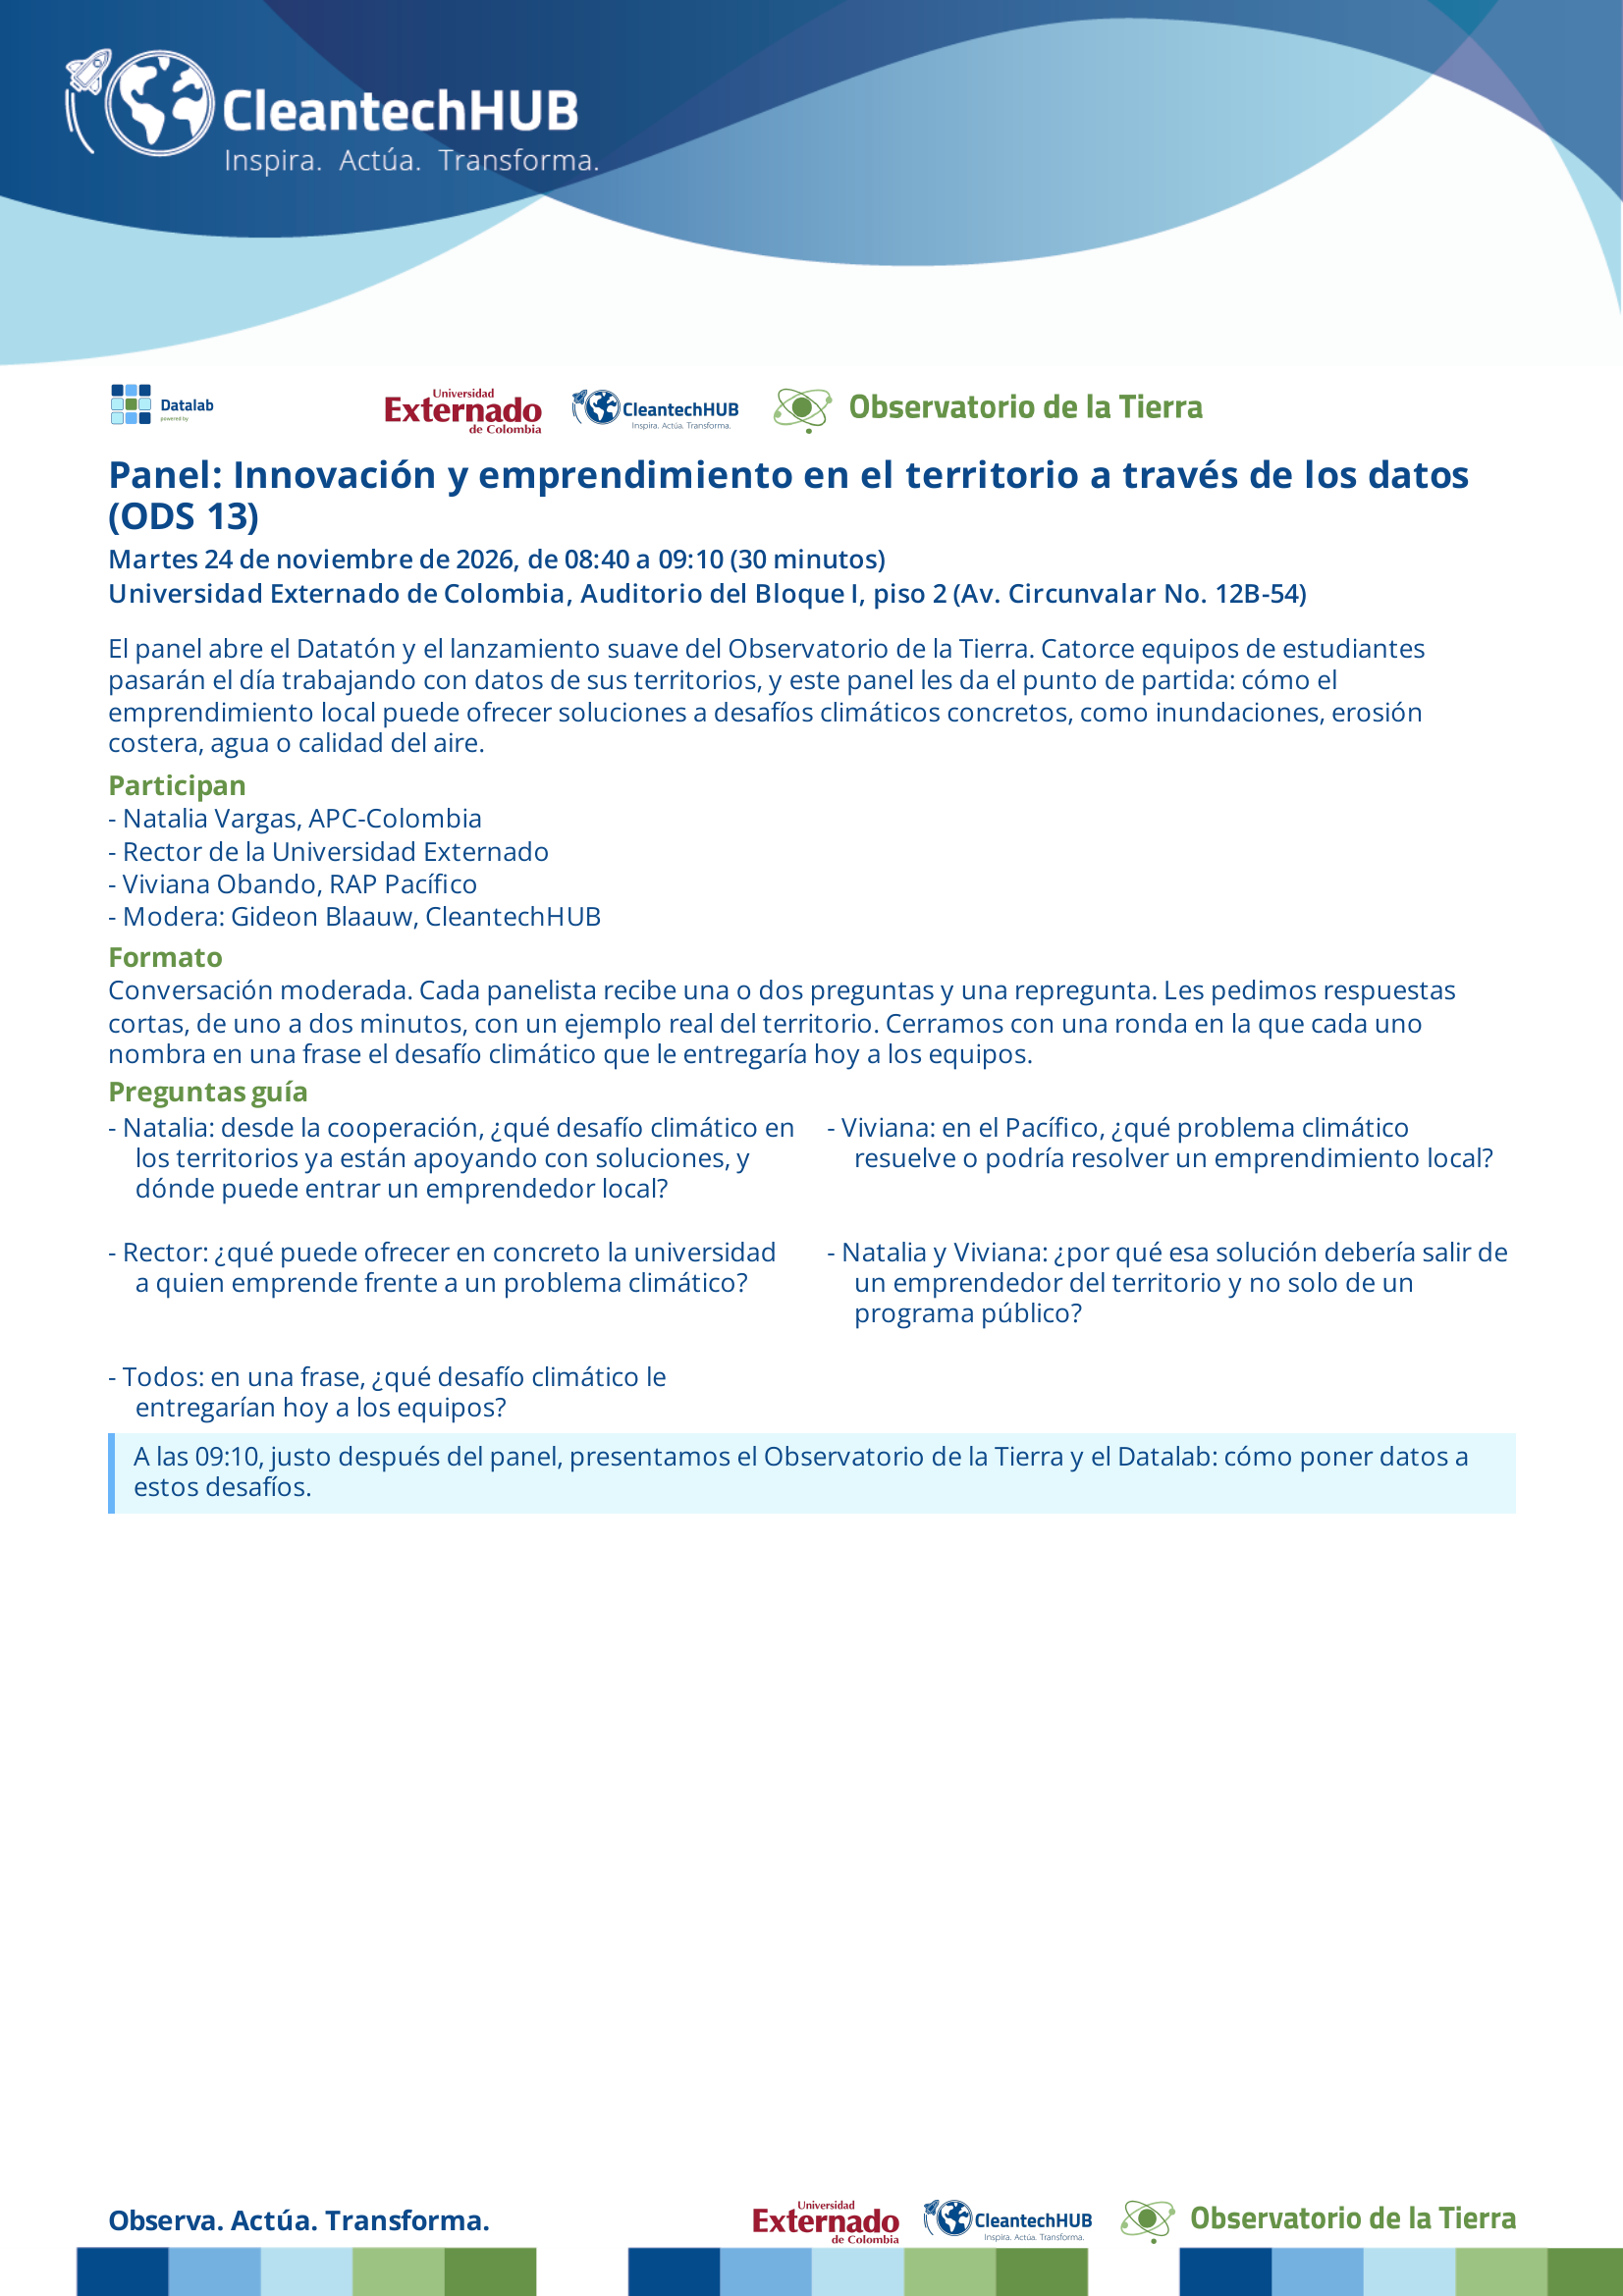 CleantechHUB
Inspira. Actúa. Transforma.
Datalab
powered by
Universidad
Externado
de Colombia
CleantechHUB
Inspira. Actúa. Transforma.
Observatorio de la Tierra
Panel: Innovación y emprendimiento en el territorio a través de los datos
(ODS 13)
Martes 24 de noviembre de 2026, de 08:40 a 09:10 (30 minutos)
Universidad Externado de Colombia, Auditorio del Bloque I, piso 2 (Av. Circunvalar No. 12B-54)
El panel abre el Datatón y el lanzamiento suave del Observatorio de la Tierra. Catorce equipos de estudiantes
pasarán el día trabajando con datos de sus territorios, y este panel les da el punto de partida: cómo el
emprendimiento local puede ofrecer soluciones a desafíos climáticos concretos, como inundaciones, erosión
costera, agua o calidad del aire.
Participan
- Natalia Vargas, APC-Colombia
- Rector de la Universidad Externado
- Viviana Obando, RAP Pacífico
- Modera: Gideon Blaauw, CleantechHUB
Formato
Conversación moderada. Cada panelista recibe una o dos preguntas y una repregunta. Les pedimos respuestas
cortas, de uno a dos minutos, con un ejemplo real del territorio. Cerramos con una ronda en la que cada uno
nombra en una frase el desafío climático que le entregaría hoy a los equipos.
Preguntas guía
- Natalia: desde la cooperación, ¿qué desafío climático en
los territorios ya están apoyando con soluciones, y
dónde puede entrar un emprendedor local?
- Viviana: en el Pacífico, ¿qué problema climático
resuelve o podría resolver un emprendimiento local?
- Rector: ¿qué puede ofrecer en concreto la universidad
a quien emprende frente a un problema climático?
- Natalia y Viviana: ¿por qué esa solución debería salir de
un emprendedor del territorio y no solo de un
programa público?
- Todos: en una frase, ¿qué desafío climático le
entregarían hoy a los equipos?
A las 09:10, justo después del panel, presentamos el Observatorio de la Tierra y el Datalab: cómo poner datos a
estos desafíos.
Observa. Actúa. Transforma.
Universidad
Externado
de Colombia
CleantechHUB
Inspira. Actúa. Transforma.
Observatorio de la Tierra